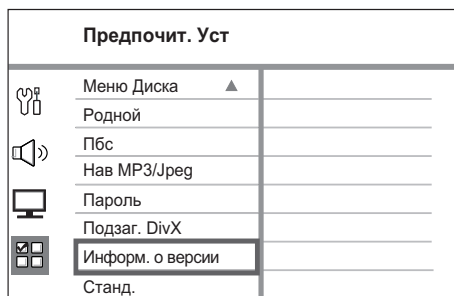 Предпочит. Уст
Меню Диска
Родной
Пбс
Нав MP3/Jpeg
Пароль
Подзаг. DivX
Информ. о версии
Станд.